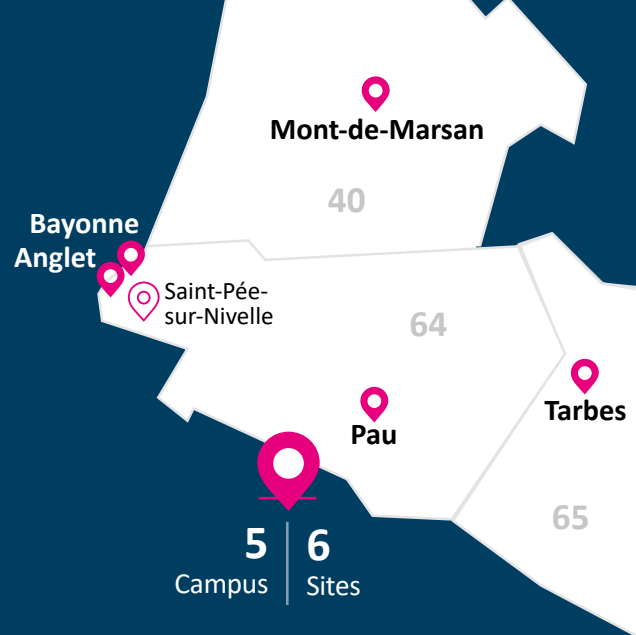 Mont-de-Marsan
40
Bayonne
Anglet
Saint-Pée-
sur-Nivelle
64
Pau
Tarbes
65
5
Campus
6
Sites